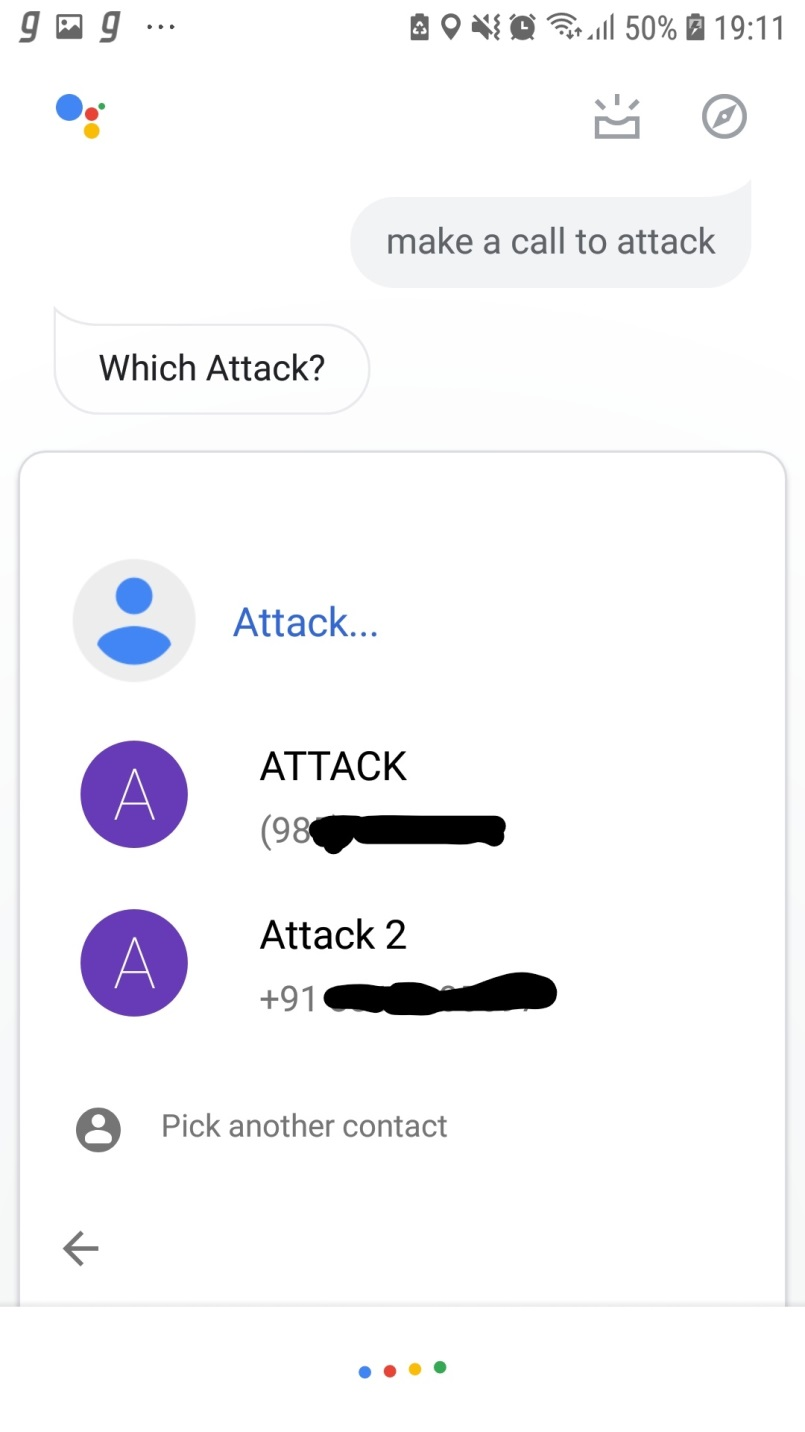 50% 19:11
make a call to attack
Which Attack?
Attack...
A
ATTACK
(98
A
Attack 2
+91
Pick another contact